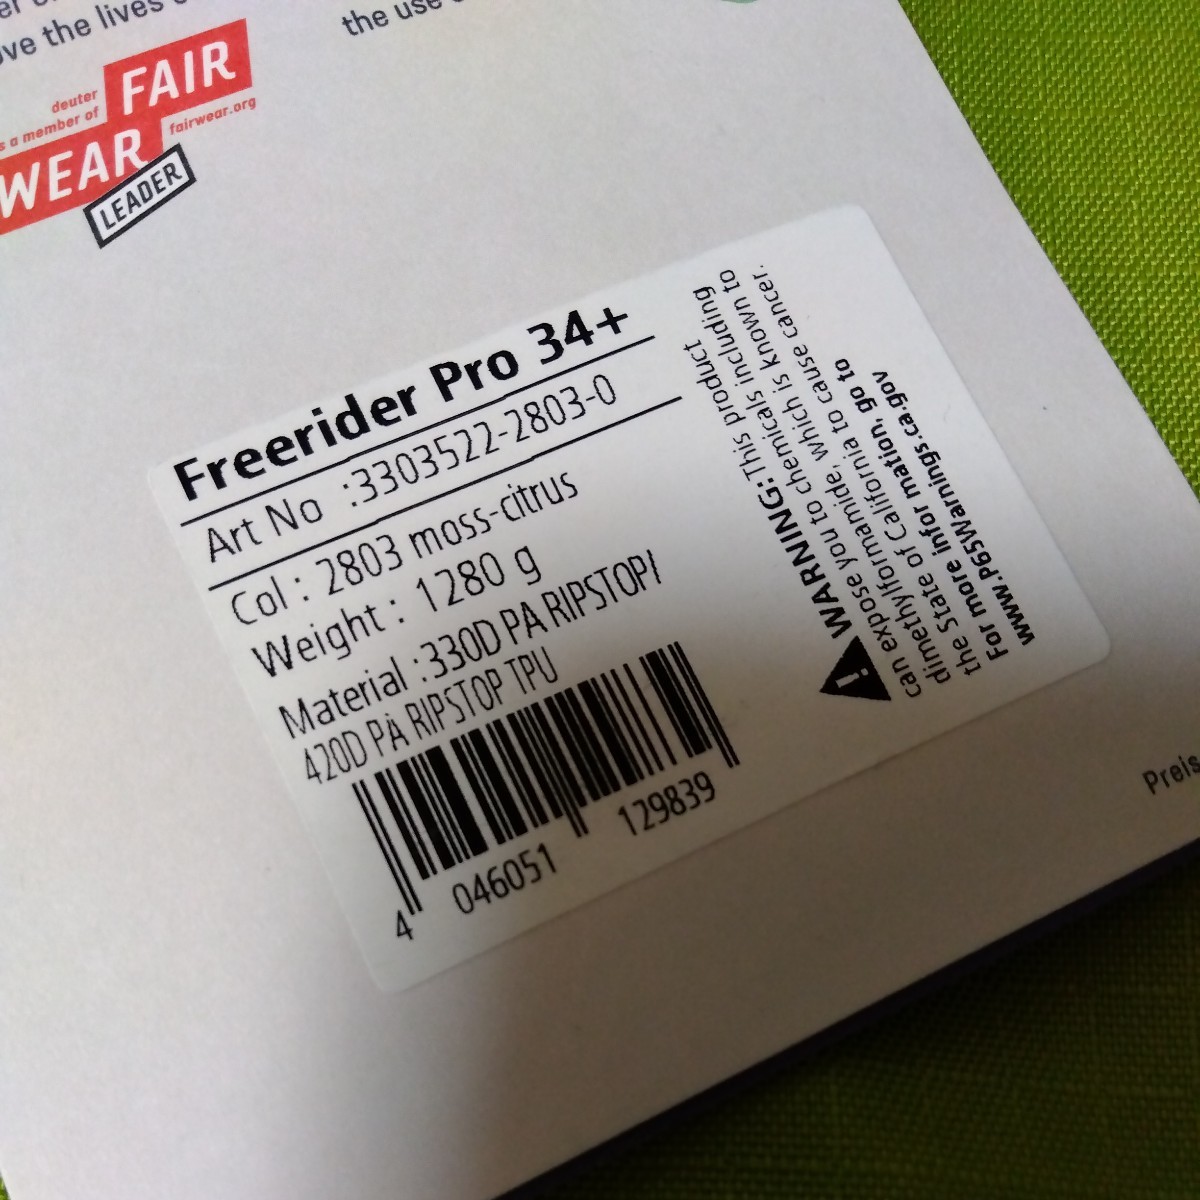 ve the lives
the use
deuter
FAIR
a member of
fairwear.org
WEAR
LEADER
Freerider Pro 34+
Art No :3303522-2803-0
Col : 2803 moss-citrus
Weight : 1280 g
Material :330D PA RIPSTOP/
420D PA RIPSTOP TPU
4 046051 129839
WARNING: This product
can expose you to chemicals including
dimethylformamide, which is known to
the State of California to cause cancer.
For more infor mation, go to
www.P65Warnings.ca.gov
Preis